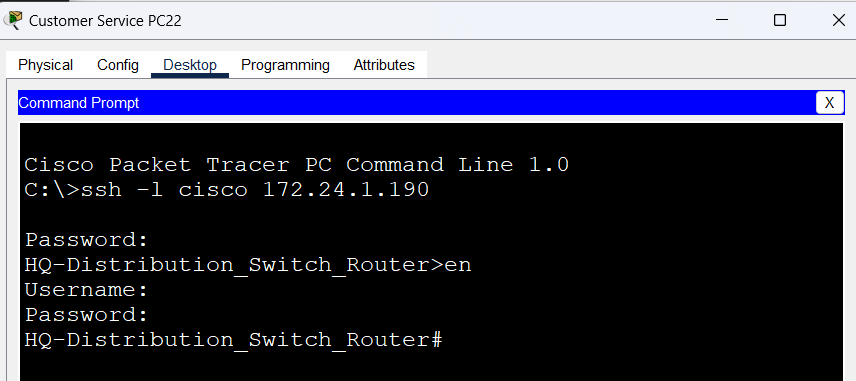 Customer Service PC22
Physical Config Desktop Programming Attributes
Command Prompt X
Cisco Packet Tracer PC Command Line 1.0
C:\>ssh -l cisco 172.24.1.190
Password:
HQ-Distribution_Switch_Router>en
Username:
Password:
HQ-Distribution_Switch_Router#